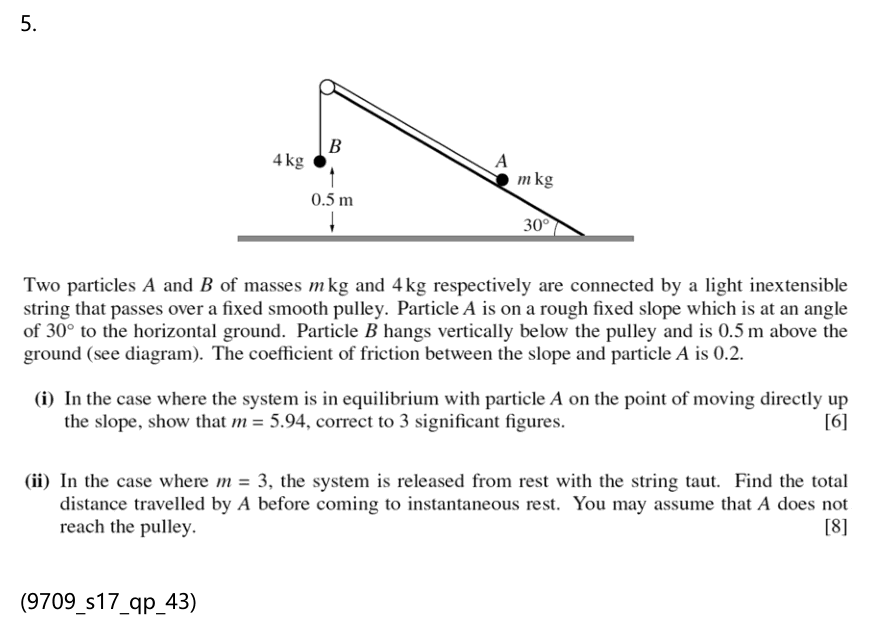 5.
B
4 kg
A
m kg
0.5 m
30°
Two particles A and B of masses m kg and 4 kg respectively are connected by a light inextensible
string that passes over a fixed smooth pulley. Particle A is on a rough fixed slope which is at an angle
of 30° to the horizontal ground. Particle B hangs vertically below the pulley and is 0.5 m above the
ground (see diagram). The coefficient of friction between the slope and particle A is 0.2.
(i) In the case where the system is in equilibrium with particle A on the point of moving directly up
the slope, show that m = 5.94, correct to 3 significant figures. [6]
(ii) In the case where m = 3, the system is released from rest with the string taut. Find the total
distance travelled by A before coming to instantaneous rest. You may assume that A does not
reach the pulley. [8]
(9709_s17_qp_43)